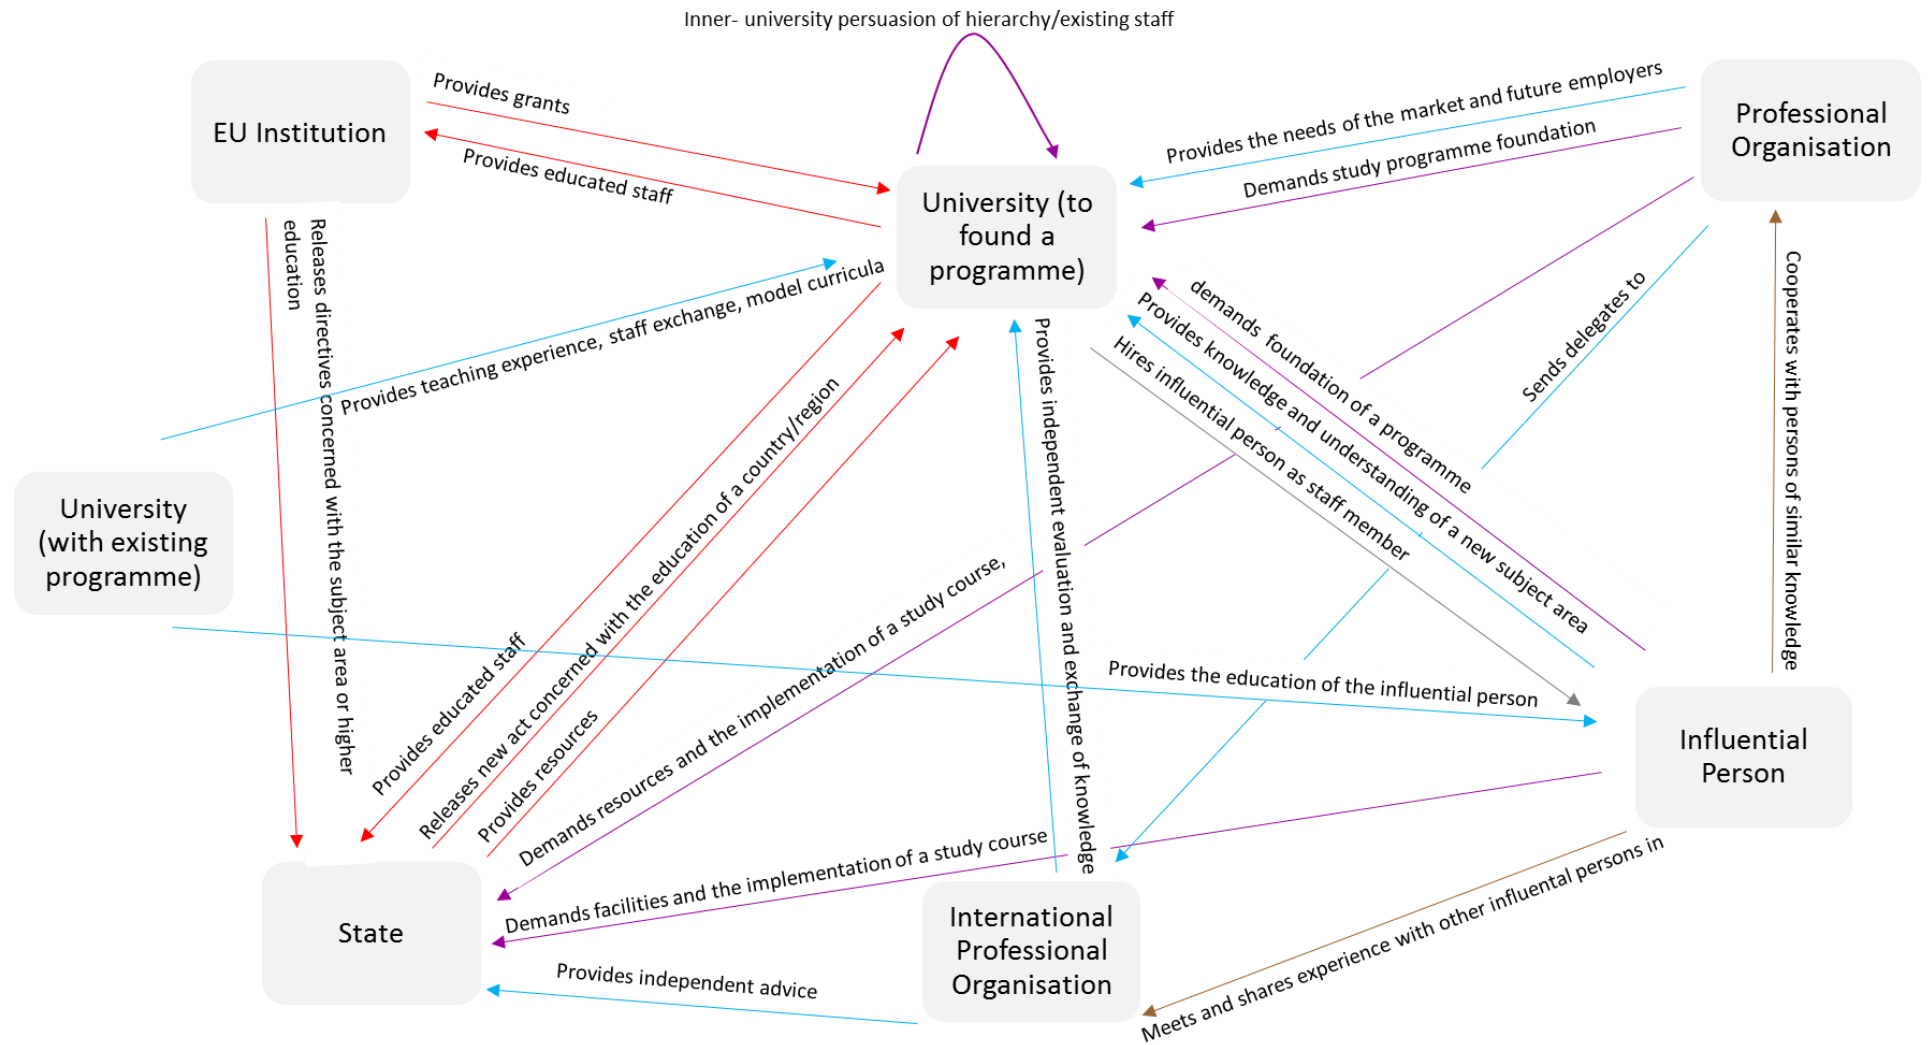 Inner- university persuasion of hierarchy/existing staff
EU Institution
Provides grants
Provides educated staff
University (to
found a
programme)
Provides the needs of the market and future employers
Demands study programme foundation
Professional
Organisation
Releases directives concerned with the subject area or higher
education
Provides teaching experience, staff exchange, model curricula
University
(with existing
programme)
Provides educated staff
Releases new act concerned with the education of a country/region
Provides resources
Demands resources and the implementation of a study course,
Provides independent evaluation and exchange of knowledge
demands foundation of a programme
Provides knowledge and understanding of a new subject area
Hires influential person as staff member
Sends delegates to
Cooperates with persons of similar knowledge
Provides the education of the influential person
Influential
Person
Demands facilities and the implementation of a study course
State
Provides independent advice
International
Professional
Organisation
Meets and shares experience with other influental persons in